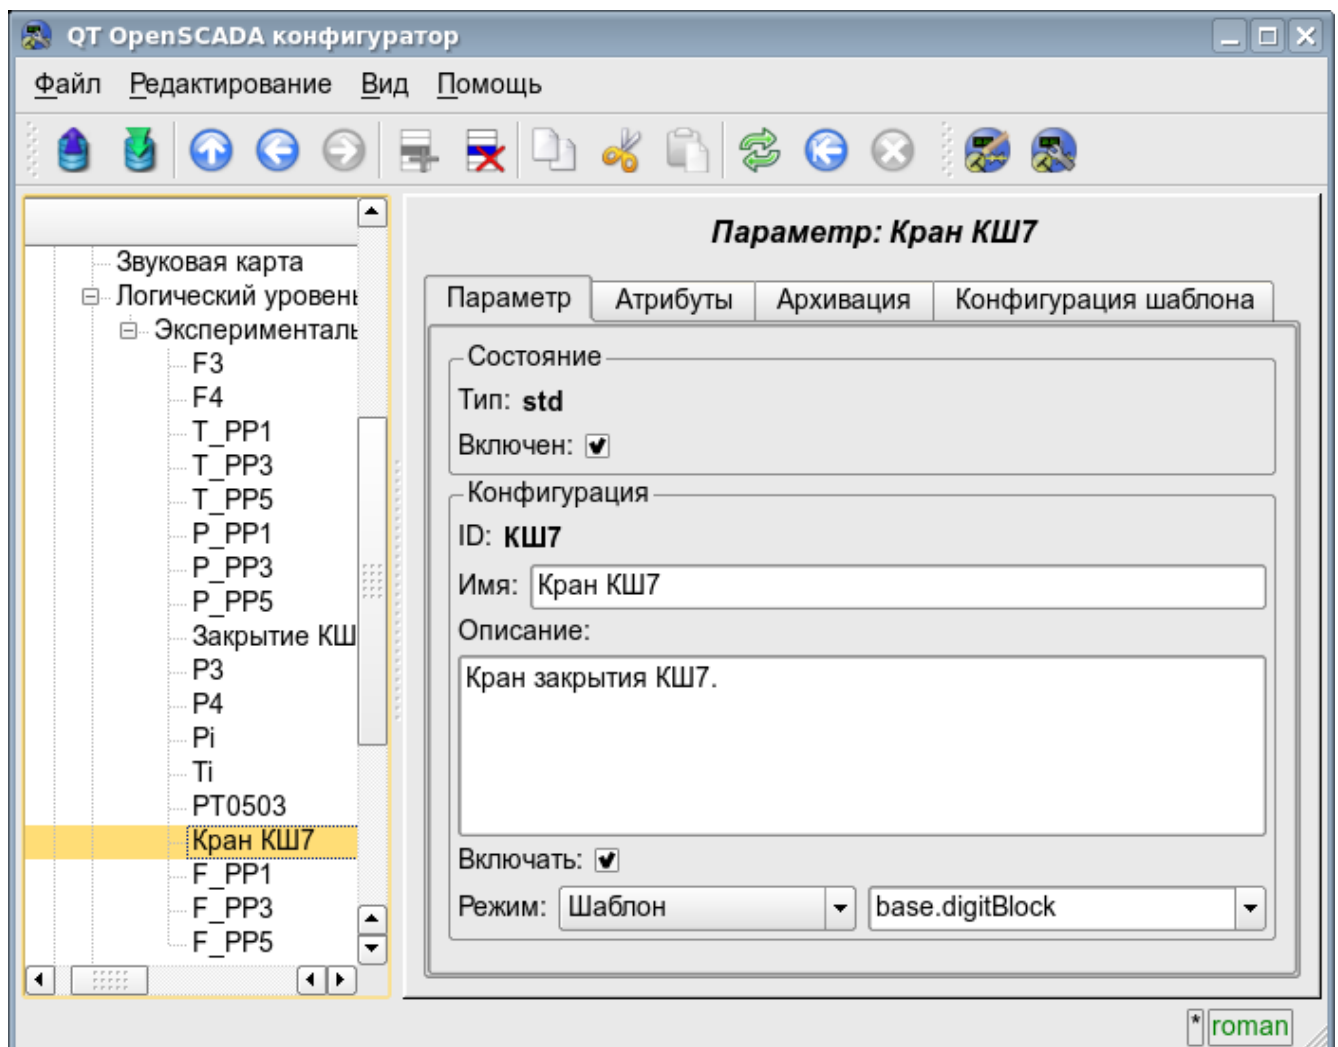 QT OpenSCADA конфигуратор
Файл Редактирование Вид Помощь
Звуковая карта
Логический уровень
Эксперименталь
F3
F4
T_PP1
T_PP3
T_PP5
P_PP1
P_PP3
P_PP5
Закрытие КШ
P3
P4
Pi
Ti
PT0503
Кран КШ7
F_PP1
F_PP3
F_PP5
Параметр: Кран КШ7
Параметр Атрибуты Архивация Конфигурация шаблона
Состояние
Тип: std
Включен:
Конфигурация
ID: КШ7
Имя: Кран КШ7
Описание:
Кран закрытия КШ7.
Включать:
Режим: Шаблон base.digitBlock
* roman